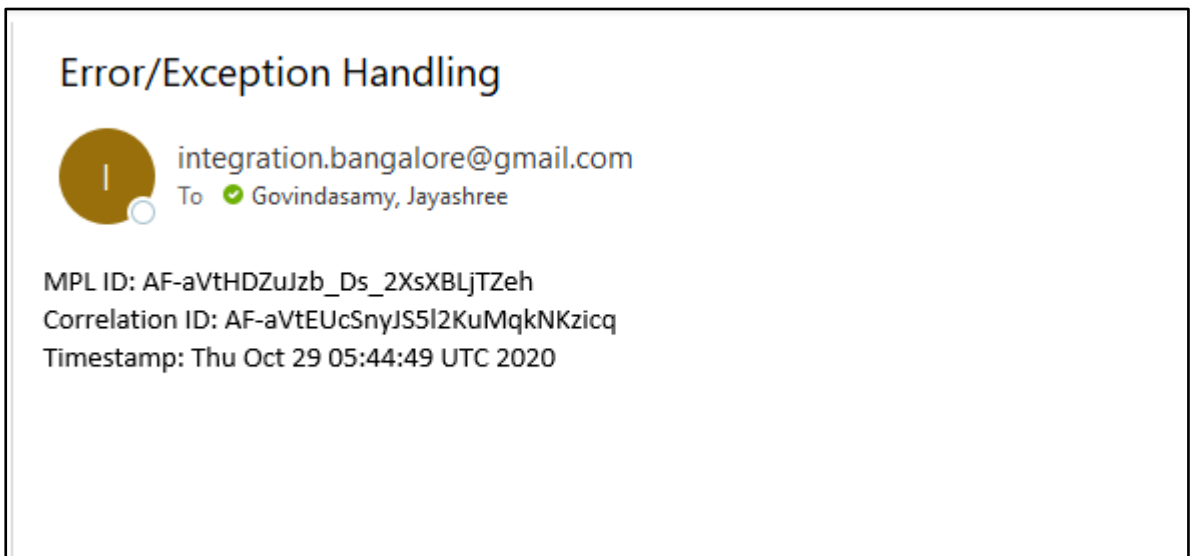 Error/Exception Handling
I
integration.bangalore@gmail.com
To Govindasamy, Jayashree
MPL ID: AF-aVtHDZuJzb_Ds_2XsXBLjTZeh
Correlation ID: AF-aVtEUcSnyJS5l2KuMqkNKzicq
Timestamp: Thu Oct 29 05:44:49 UTC 2020